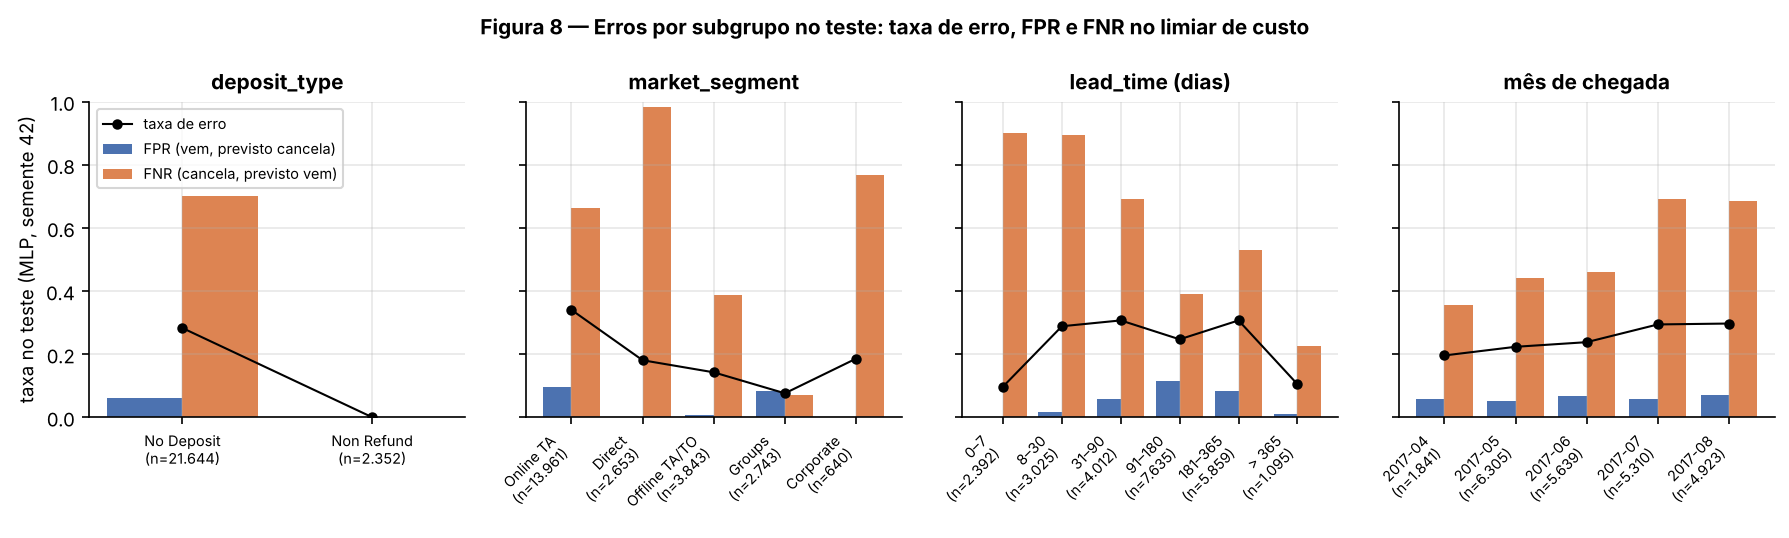 Figura 8 — Erros por subgrupo no teste: taxa de erro, FPR e FNR no limiar de custo
deposit_type
taxa no teste (MLP, semente 42)
1.0
0.8
0.6
0.4
0.2
0.0
taxa de erro
FPR (vem, previsto cancela)
FNR (cancela, previsto vem)
No Deposit
(n=21.644)
Non Refund
(n=2.352)
market_segment
Online TA
(n=13.961)
Direct
(n=2.653)
Offline TA/TO
(n=3.843)
Groups
(n=2.743)
Corporate
(n=640)
lead_time (dias)
0–7
(n=2.392)
8–30
(n=3.025)
31–90
(n=4.012)
91–180
(n=7.635)
181–365
(n=5.859)
> 365
(n=1.095)
mês de chegada
2017-04
(n=1.841)
2017-05
(n=6.305)
2017-06
(n=5.639)
2017-07
(n=5.310)
2017-08
(n=4.923)